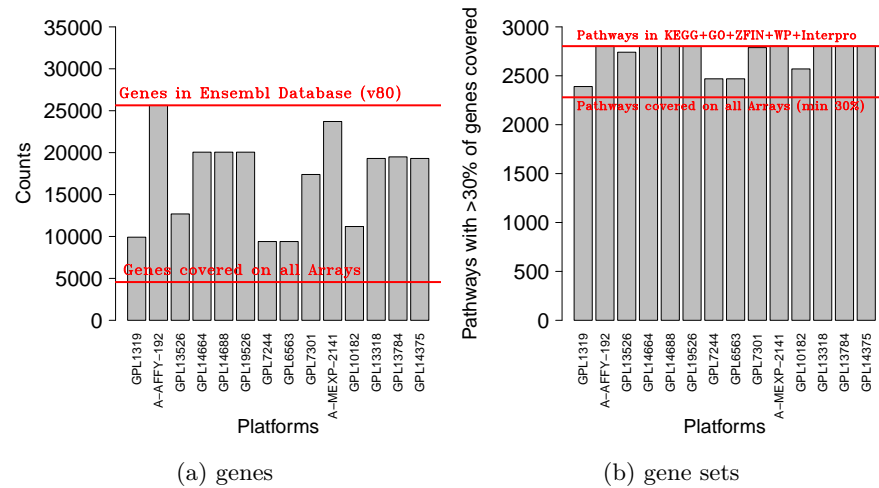 35000
30000
25000
20000
15000
10000
5000
0
Counts
Genes in Ensembl Database (v80)
Genes covered on all Arrays
GPL1319
A−AFFY−192
GPL13526
GPL14664
GPL14688
GPL19526
GPL7244
GPL6563
GPL7301
A−MEXP−2141
GPL10182
GPL13318
GPL13784
GPL14375
Platforms
(a) genes
3000
2500
2000
1500
1000
500
0
Pathways with >30% of genes covered
Pathways in KEGG+GO+ZFIN+WP+Interpro
Pathways covered on all Arrays (min 30%)
GPL1319
A−AFFY−192
GPL13526
GPL14664
GPL14688
GPL19526
GPL7244
GPL6563
GPL7301
A−MEXP−2141
GPL10182
GPL13318
GPL13784
GPL14375
Platforms
(b) gene sets